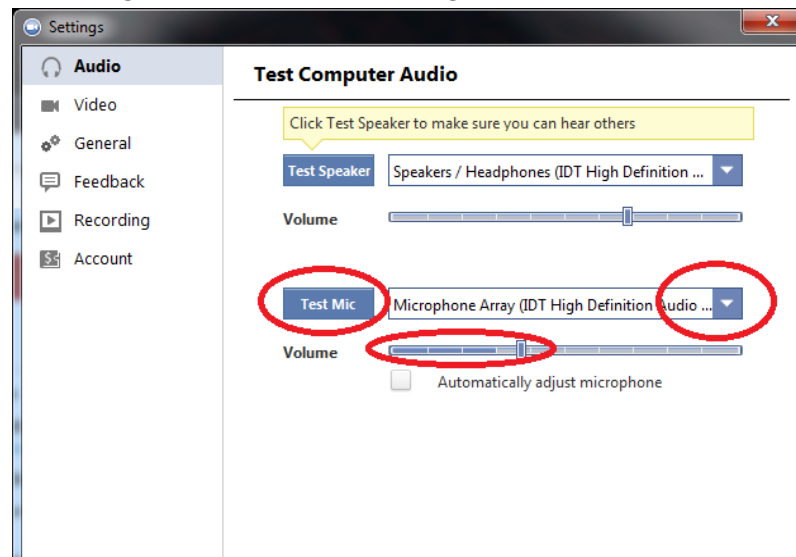 Settings
Audio
Video
General
Feedback
Recording
Account
Test Computer Audio
Click Test Speaker to make sure you can hear others
Test Speaker Speakers / Headphones (IDT High Definition ...
Volume
Test Mic Microphone Array (IDT High Definition Audio ...
Volume
Automatically adjust microphone